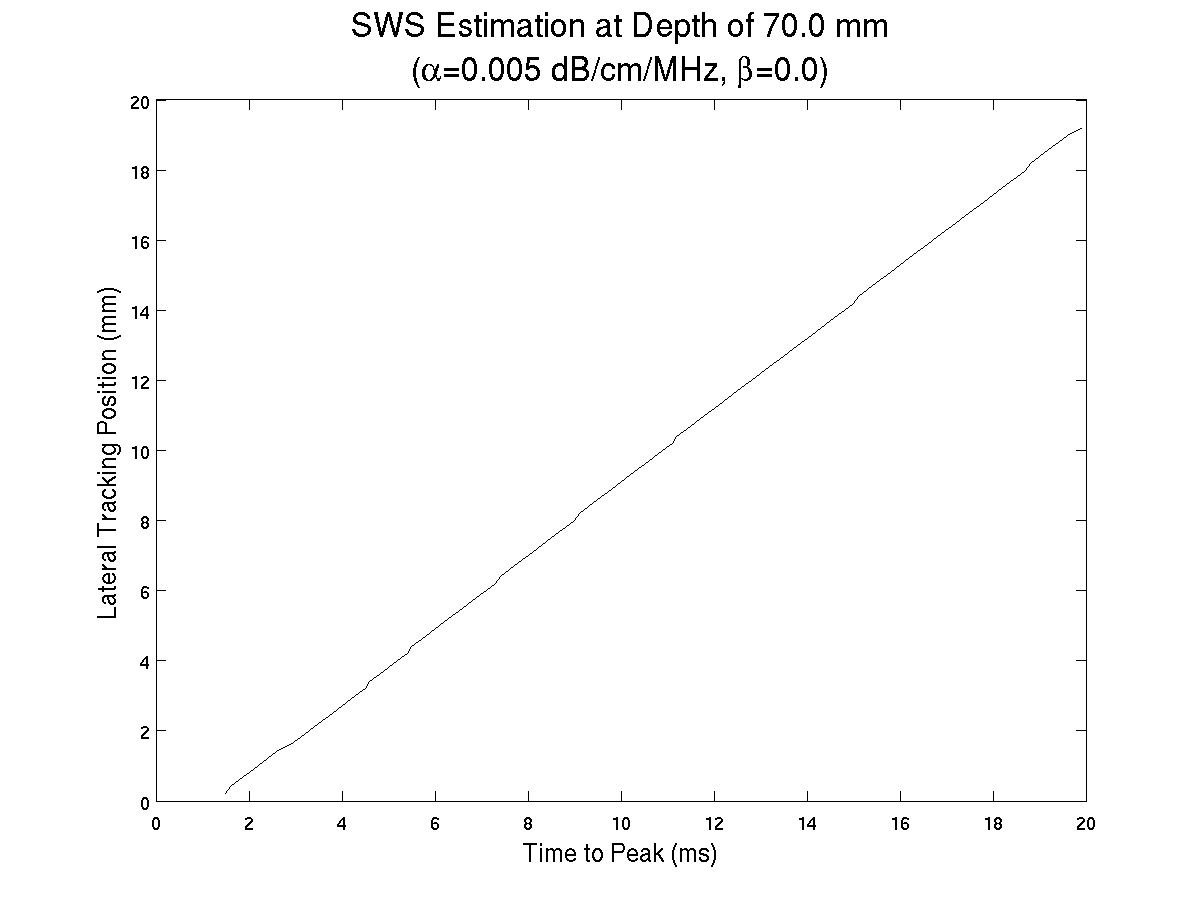 SWS Estimation at Depth of 70.0 mm
(α=0.005 dB/cm/MHz, β=0.0)
20
18
16
14
12
10
8
6
4
2
0
Lateral Tracking Position (mm)
0 2 4 6 8 10 12 14 16 18 20
Time to Peak (ms)